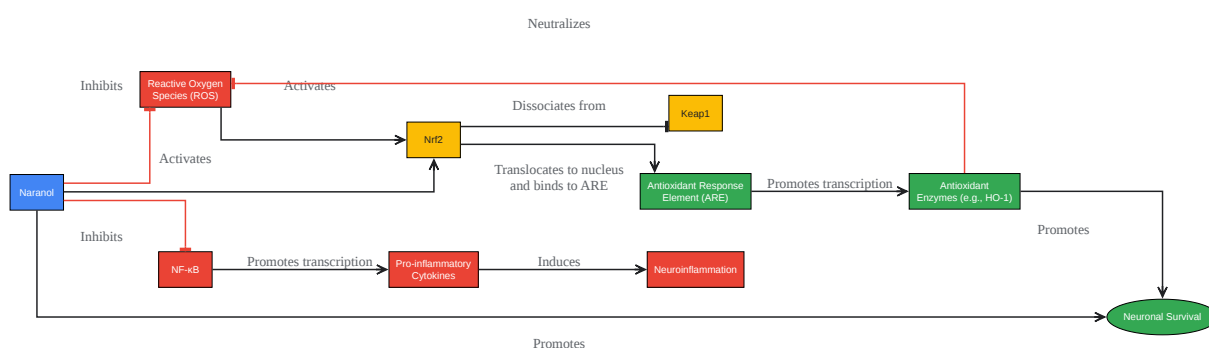 Neutralizes
Inhibits
Reactive Oxygen
Species (ROS)
Activates
Dissociates from
Keap1
Nrf2
Activates
Translocates to nucleus
and binds to ARE
Naranol
Antioxidant Response
Element (ARE)
Promotes transcription
Antioxidant
Enzymes (e.g., HO-1)
Inhibits
Promotes
NF-κB
Promotes transcription
Pro-inflammatory
Cytokines
Induces
Neuroinflammation
Neuronal Survival
Promotes